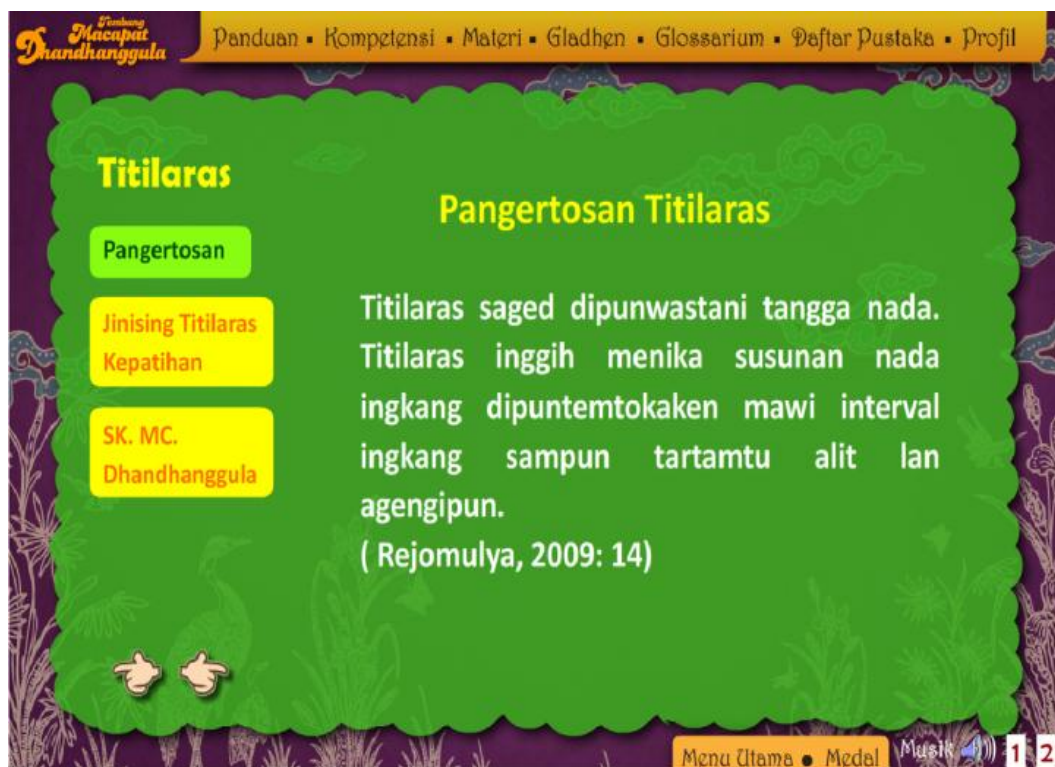 Tembang
Macapat
Dhandhanggula
Panduan ▪ Kompetensi ▪ Materi ▪ Gladhen ▪ Glossarium ▪ Daftar Pustaka ▪ Profil
Titilaras
Pangertosan
Jinising Titilaras
Kepatihan
SK. MC.
Dhandhanggula
Pangertosan Titilaras
Titilaras saged dipunwastani tangga nada.
Titilaras inggih menika susunan nada
ingkang dipuntemtokaken mawi interval
ingkang sampun tartamtu alit lan
agengipun.
( Rejomulya, 2009: 14)
Menu Utama ● Medal
Musik
1 2